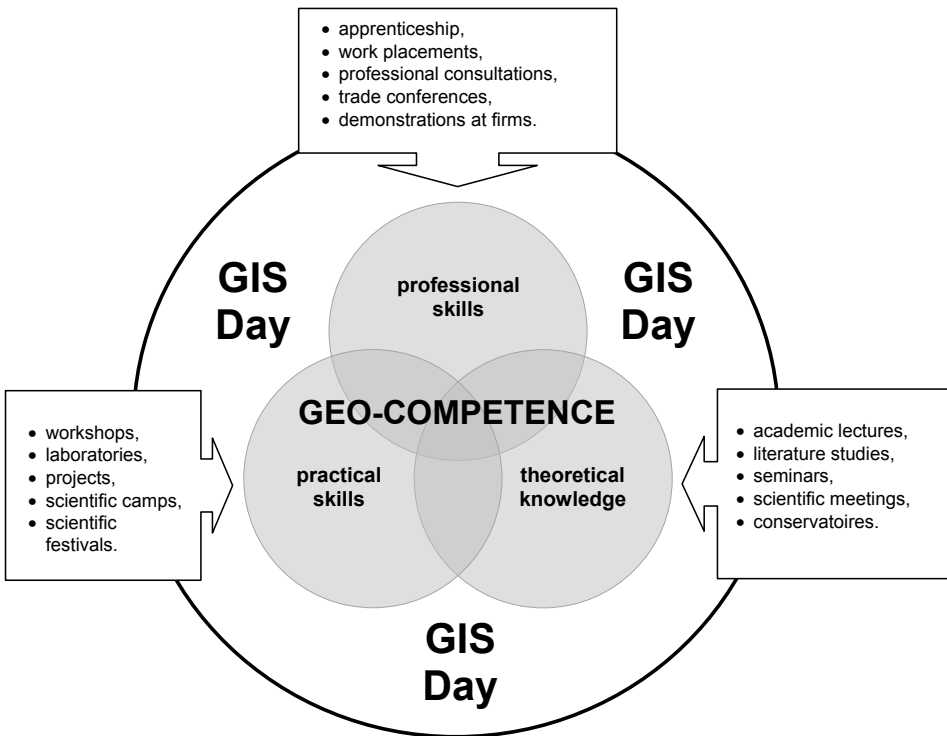 • apprenticeship,
• work placements,
• professional consultations,
• trade conferences,
• demonstrations at firms.
GIS
Day
GIS
Day
professional
skills
GEO-COMPETENCE
practical
skills
theoretical
knowledge
• workshops,
• laboratories,
• projects,
• scientific camps,
• scientific
festivals.
• academic lectures,
• literature studies,
• seminars,
• scientific meetings,
• conservatoires.
GIS
Day